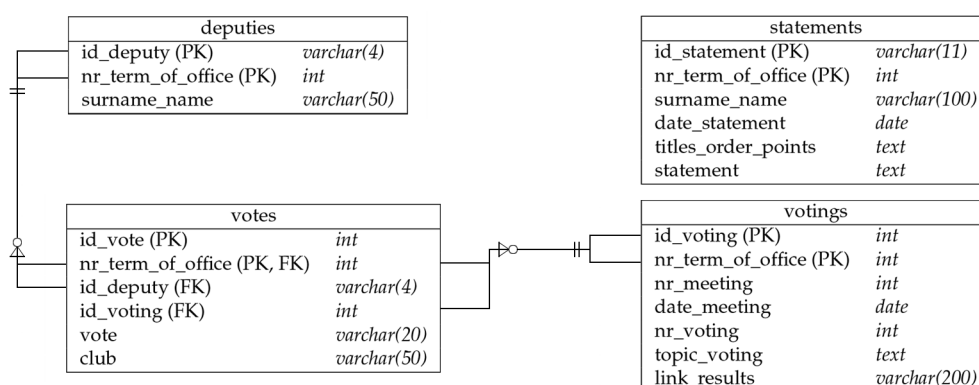 deputies
id_deputy (PK) varchar(4)
nr_term_of_office (PK) int
surname_name varchar(50)
statements
id_statement (PK) varchar(11)
nr_term_of_office (PK) int
surname_name varchar(100)
date_statement date
titles_order_points text
statement text
votes
id_vote (PK) int
nr_term_of_office (PK, FK) int
id_deputy (FK) varchar(4)
id_voting (FK) int
vote varchar(20)
club varchar(50)
votings
id_voting (PK) int
nr_term_of_office (PK) int
nr_meeting int
date_meeting date
nr_voting int
topic_voting text
link_results varchar(200)